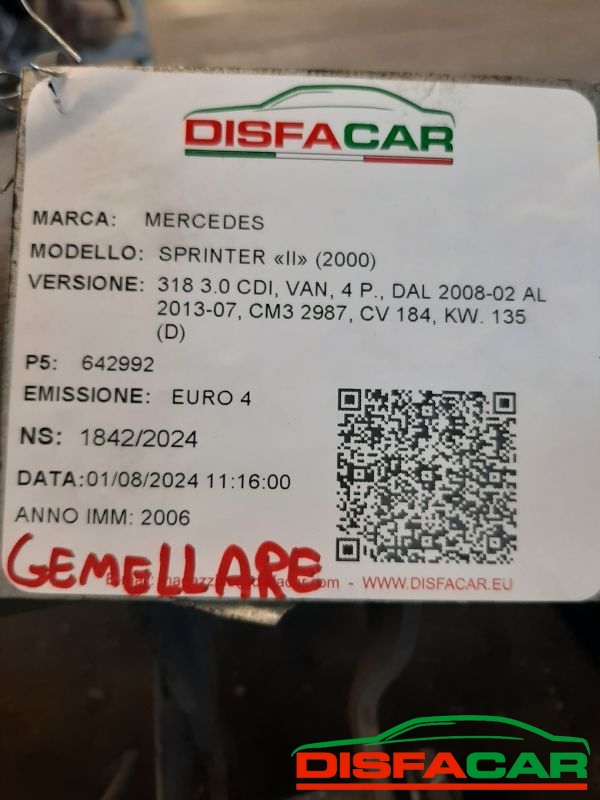 DISFACAR
MARCA: MERCEDES
MODELLO: SPRINTER «II» (2000)
VERSIONE: 318 3.0 CDI, VAN, 4 P., DAL 2008-02 AL
2013-07, CM3 2987, CV 184, KW. 135
(D)
P5: 642992
EMISSIONE: EURO 4
NS: 1842/2024
DATA:01/08/2024 11:16:00
ANNO IMM: 2006
GEMELLARE
- WWW.DISFACAR.EU
DISFACAR